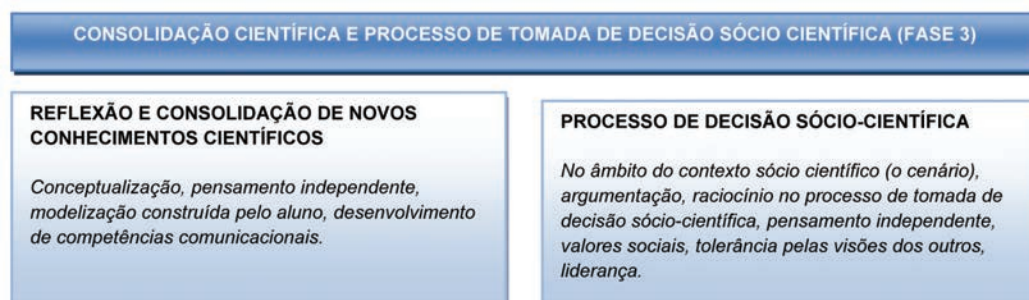 CONSOLIDAÇÃO CIENTÍFICA E PROCESSO DE TOMADA DE DECISÃO SÓCIO CIENTÍFICA (FASE 3)
REFLEXÃO E CONSOLIDAÇÃO DE NOVOS
CONHECIMENTOS CIENTÍFICOS
Conceptualização, pensamento independente,
modelização construída pelo aluno, desenvolvimento
de competências comunicacionais.
PROCESSO DE DECISÃO SÓCIO-CIENTÍFICA
No âmbito do contexto sócio científico (o cenário),
argumentação, raciocínio no processo de tomada de
decisão sócio-científica, pensamento independente,
valores sociais, tolerância pelas visões dos outros,
liderança.